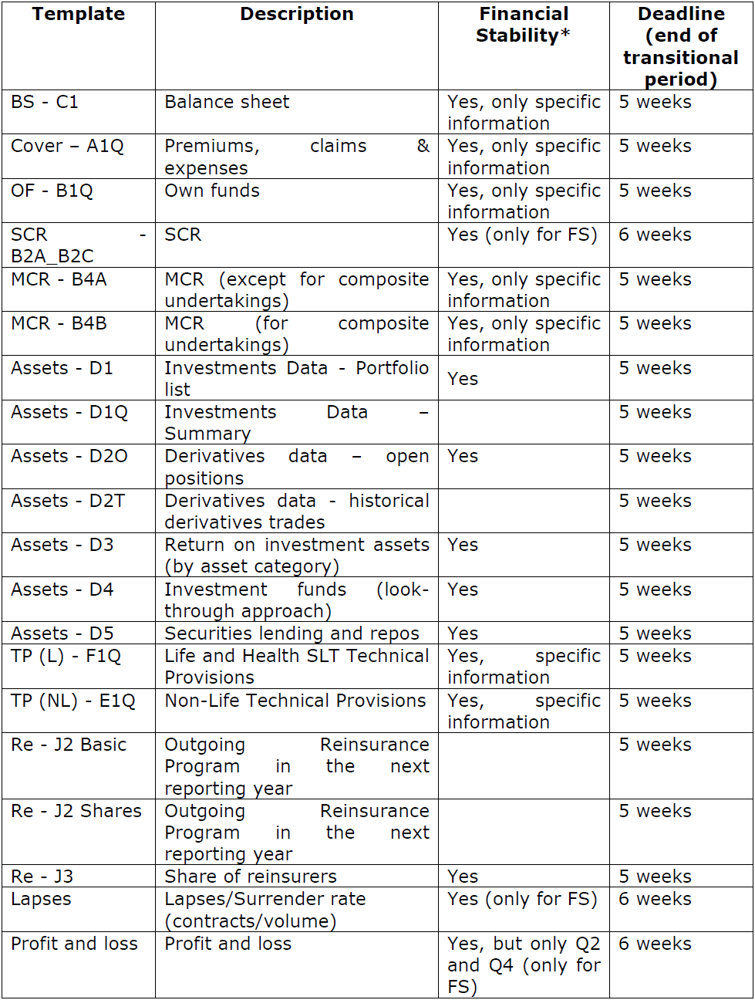 Template Description Financial Stability* Deadline (end of transitional period)
BS - C1 Balance sheet Yes, only specific information 5 weeks
Cover – A1Q Premiums, claims & expenses Yes, only specific information 5 weeks
OF - B1Q Own funds Yes, only specific information 5 weeks
SCR - B2A_B2C SCR Yes (only for FS) 6 weeks
MCR - B4A MCR (except for composite undertakings) Yes, only specific information 5 weeks
MCR - B4B MCR (for composite undertakings) Yes, only specific information 5 weeks
Assets - D1 Investments Data - Portfolio list Yes 5 weeks
Assets - D1Q Investments Data – Summary 5 weeks
Assets - D2O Derivatives data – open positions Yes 5 weeks
Assets - D2T Derivatives data - historical derivatives trades 5 weeks
Assets - D3 Return on investment assets (by asset category) Yes 5 weeks
Assets - D4 Investment funds (look-through approach) Yes 5 weeks
Assets - D5 Securities lending and repos Yes 5 weeks
TP (L) - F1Q Life and Health SLT Technical Provisions Yes, specific information 5 weeks
TP (NL) - E1Q Non-Life Technical Provisions Yes, specific information 5 weeks
Re - J2 Basic Outgoing Reinsurance Program in the next reporting year 5 weeks
Re - J2 Shares Outgoing Reinsurance Program in the next reporting year 5 weeks
Re - J3 Share of reinsurers Yes 5 weeks
Lapses Lapses/Surrender rate (contracts/volume) Yes (only for FS) 6 weeks
Profit and loss Profit and loss Yes, but only Q2 and Q4 (only for FS) 6 weeks